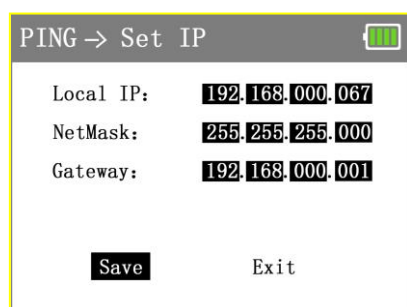 PING → Set IP
Local IP: 192.168.000.067
NetMask: 255.255.255.000
Gateway: 192.168.000.001
Save Exit